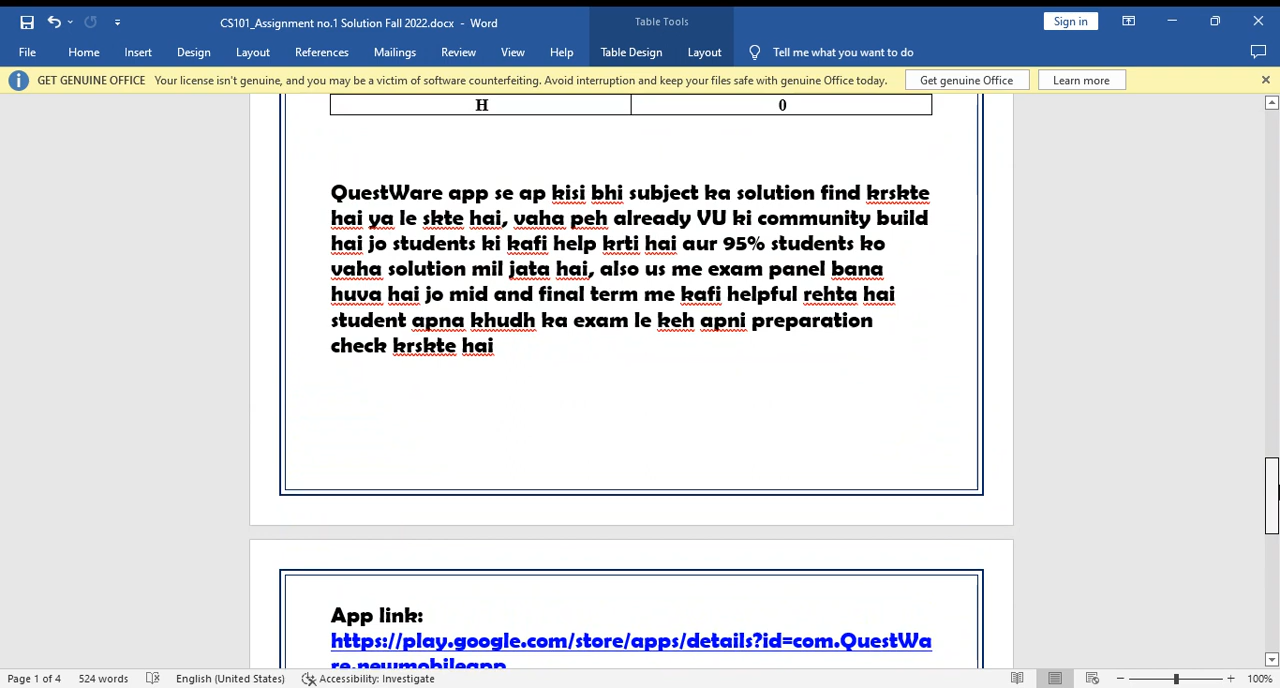 CS101_Assignment no.1 Solution Fall 2022.docx - Word
Table Tools
Sign in
File Home Insert Design Layout References Mailings Review View Help Table Design Layout Tell me what you want to do
GET GENUINE OFFICE Your license isn't genuine, and you may be a victim of software counterfeiting. Avoid interruption and keep your files safe with genuine Office today. Get genuine Office Learn more
H 0
QuestWare app se ap kisi bhi subject ka solution find krskte
hai ya le skte hai, vaha peh already VU ki community build
hai jo students ki kafi help krti hai aur 95% students ko
vaha solution mil jata hai, also us me exam panel bana
huva hai jo mid and final term me kafi helpful rehta hai
student apna khudh ka exam le keh apni preparation
check krskte hai
App link:
https://play.google.com/store/apps/details?id=com.QuestWa
re.newmobileapp
Page 1 of 4 524 words English (United States) Accessibility: Investigate 100%